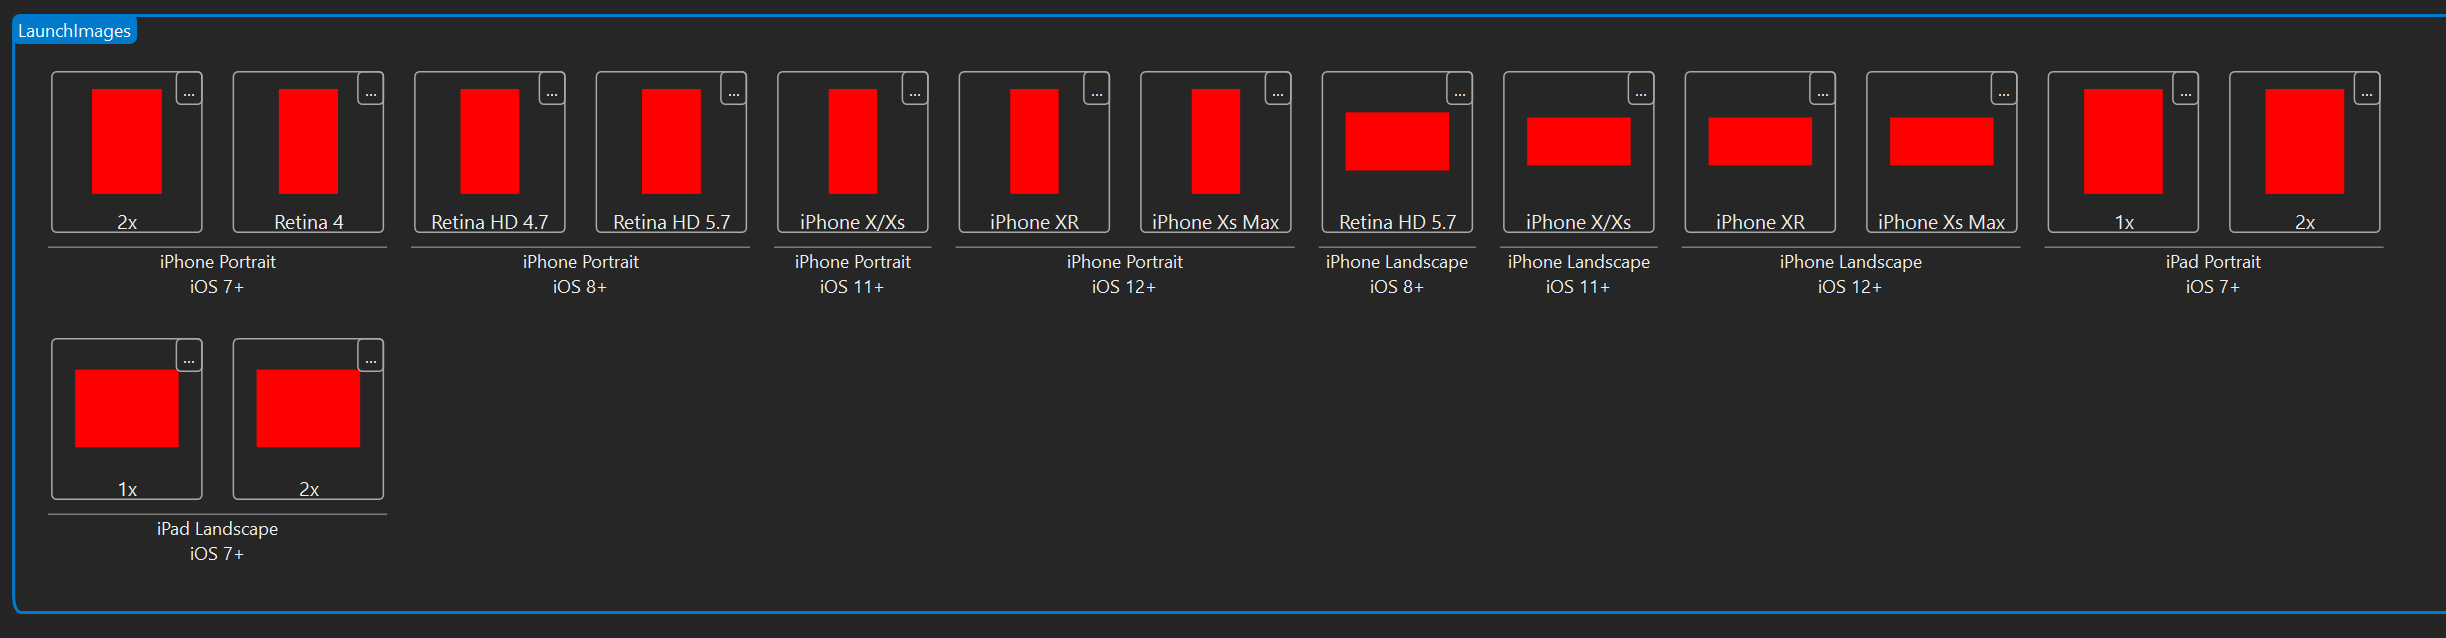 LaunchImages
... ... ... ... ... ... ... ... ... ... ... ... ...
2x Retina 4 Retina HD 4.7 Retina HD 5.7 iPhone X/Xs iPhone XR iPhone Xs Max Retina HD 5.7 iPhone X/Xs iPhone XR iPhone Xs Max 1x 2x
iPhone Portrait iPhone Portrait iPhone Portrait iPhone Portrait iPhone Landscape iPhone Landscape iPhone Landscape iPad Portrait
iOS 7+ iOS 8+ iOS 11+ iOS 12+ iOS 8+ iOS 11+ iOS 12+ iOS 7+
... ...
1x 2x
iPad Landscape
iOS 7+